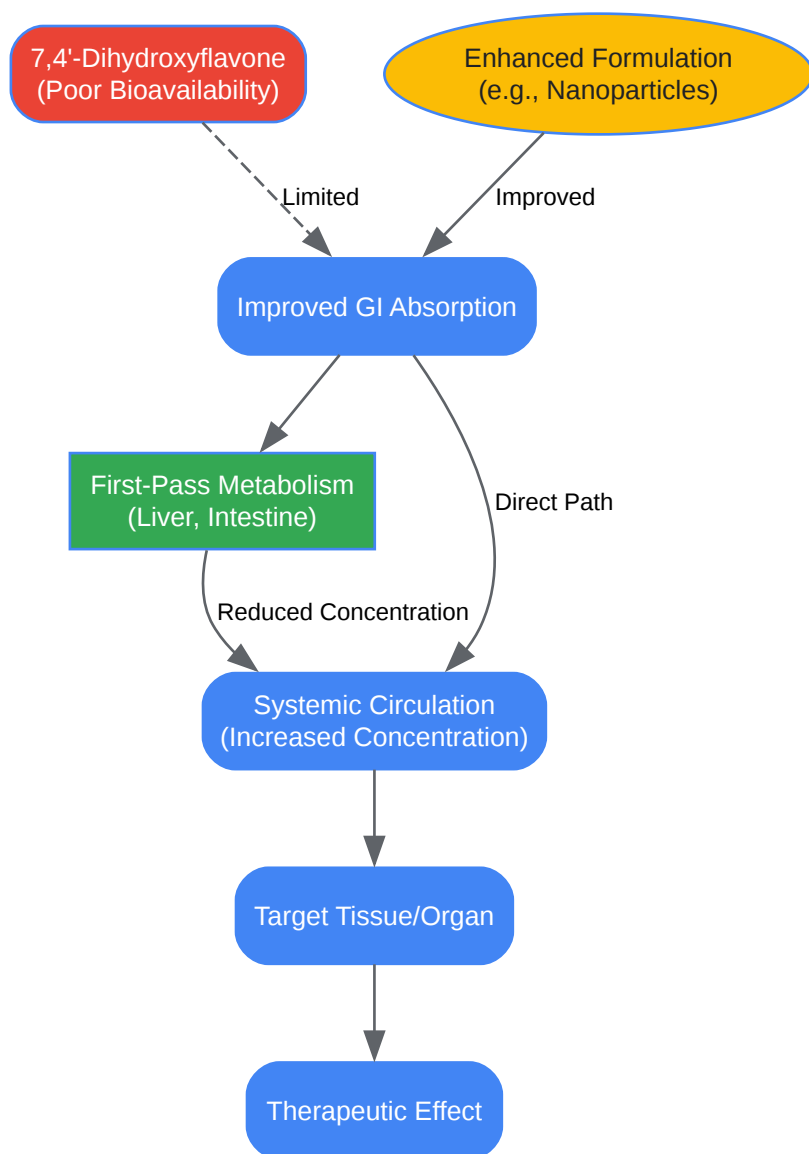 7,4'-Dihydroxyflavone
(Poor Bioavailability)
Enhanced Formulation
(e.g., Nanoparticles)
Limited
Improved
Improved GI Absorption
First-Pass Metabolism
(Liver, Intestine)
Direct Path
Reduced Concentration
Systemic Circulation
(Increased Concentration)
Target Tissue/Organ
Therapeutic Effect